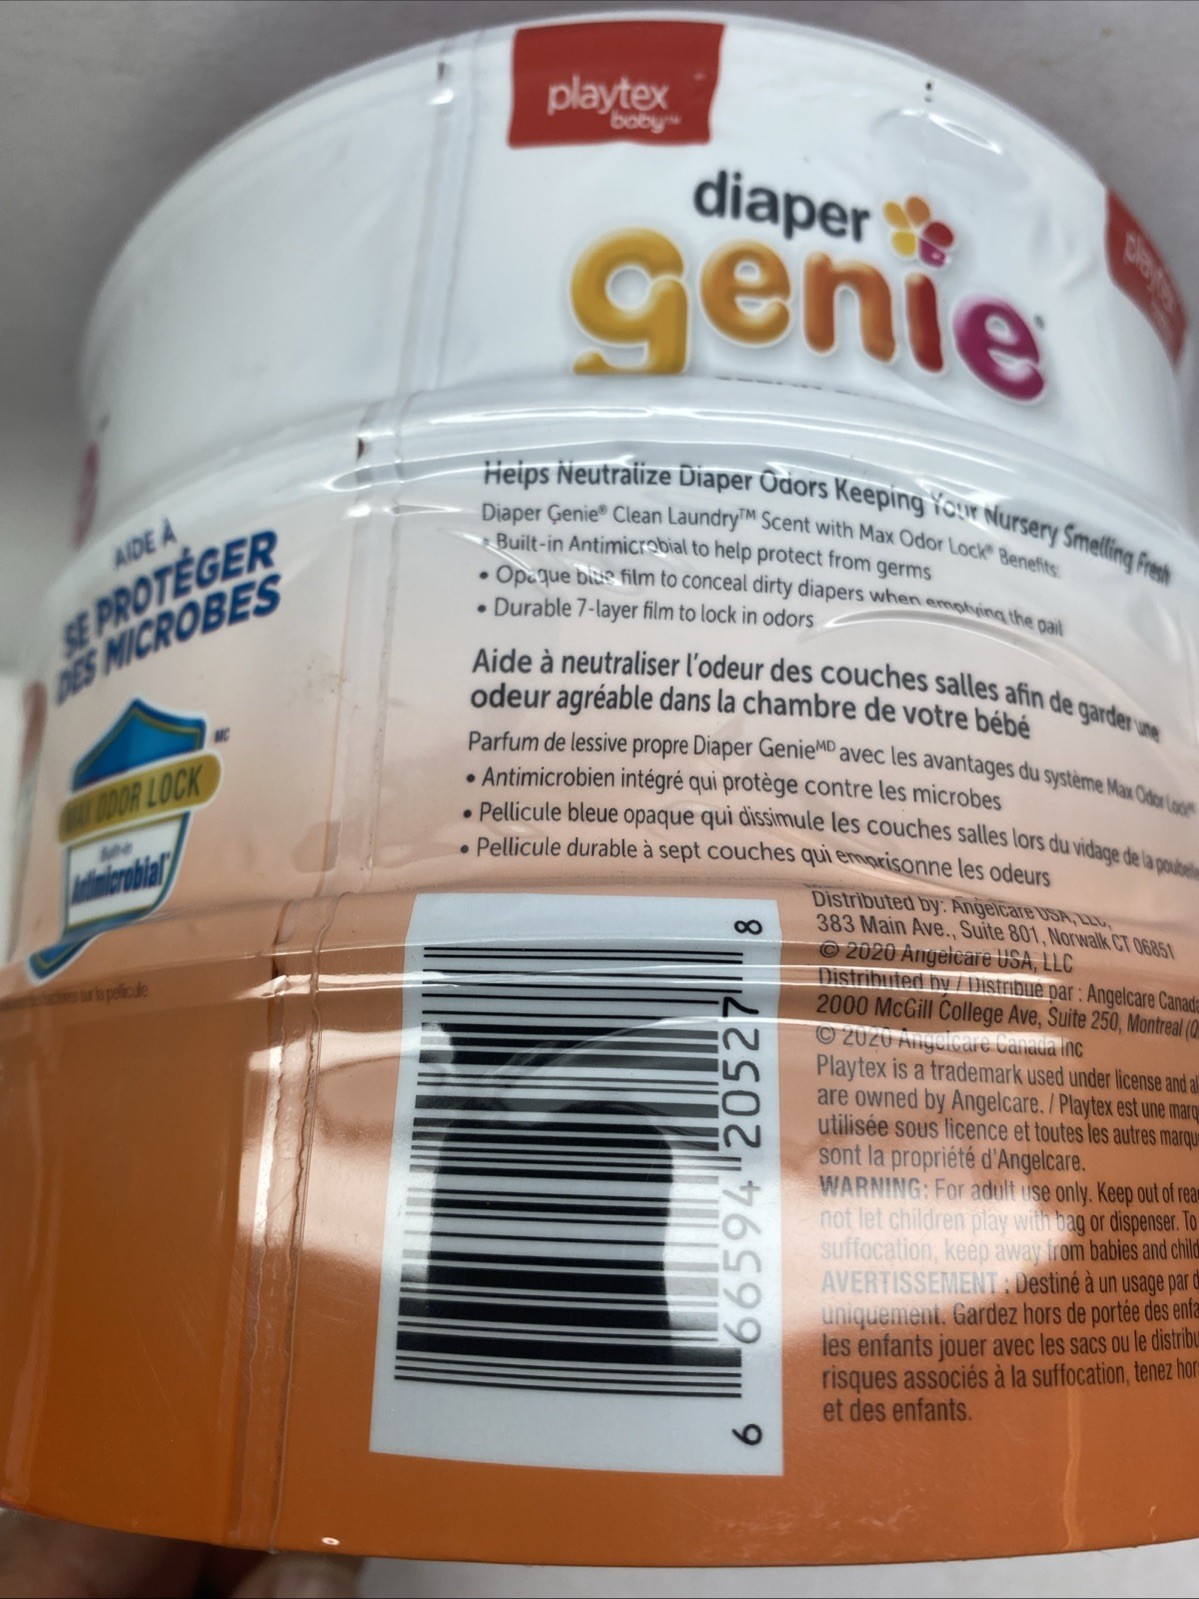 playtex
baby™
diaper
genie®
Helps Neutralize Diaper Odors Keeping Your Nursery Smelling Fresh
Diaper Genie® Clean Laundry™ Scent with Max Odor Lock® Benefits:
• Built-in Antimicrobial to help protect from germs
• Opaque blue film to conceal dirty diapers when emptying the pail
• Durable 7-layer film to lock in odors
Aide à neutraliser l'odeur des couches salles afin de garder une
odeur agréable dans la chambre de votre bébé
Parfum de lessive propre Diaper Genieᴹᴰ avec les avantages du système Max Odor Lock
• Antimicrobien intégré qui protège contre les microbes
• Pellicule bleue opaque qui dissimule les couches salles lors du vidage de la poubelle
• Pellicule durable à sept couches qui emprisonne les odeurs
AIDE À
SE PROTÉGER
DES MICROBES
MC
MAX ODOR LOCK
Built-in
Antimicrobial
sur la pellicule
6 66594 20527 8
Distributed by: Angelcare USA, LLC,
383 Main Ave., Suite 801, Norwalk CT 06851
© 2020 Angelcare USA, LLC
Distributed by / Distribué par : Angelcare Canada
2000 McGill College Ave, Suite 250, Montreal
© 2020 Angelcare Canada Inc
Playtex is a trademark used under license and
are owned by Angelcare. / Playtex est une
utilisée sous licence et toutes les autres
sont la propriété d'Angelcare.
WARNING: For adult use only. Keep out of
not let children play with bag or dispenser. To
suffocation, keep away from babies and
AVERTISSEMENT : Destiné à un usage par
uniquement. Gardez hors de portée des
les enfants jouer avec les sacs ou le
risques associés à la suffocation, tenez
et des enfants.
playtex